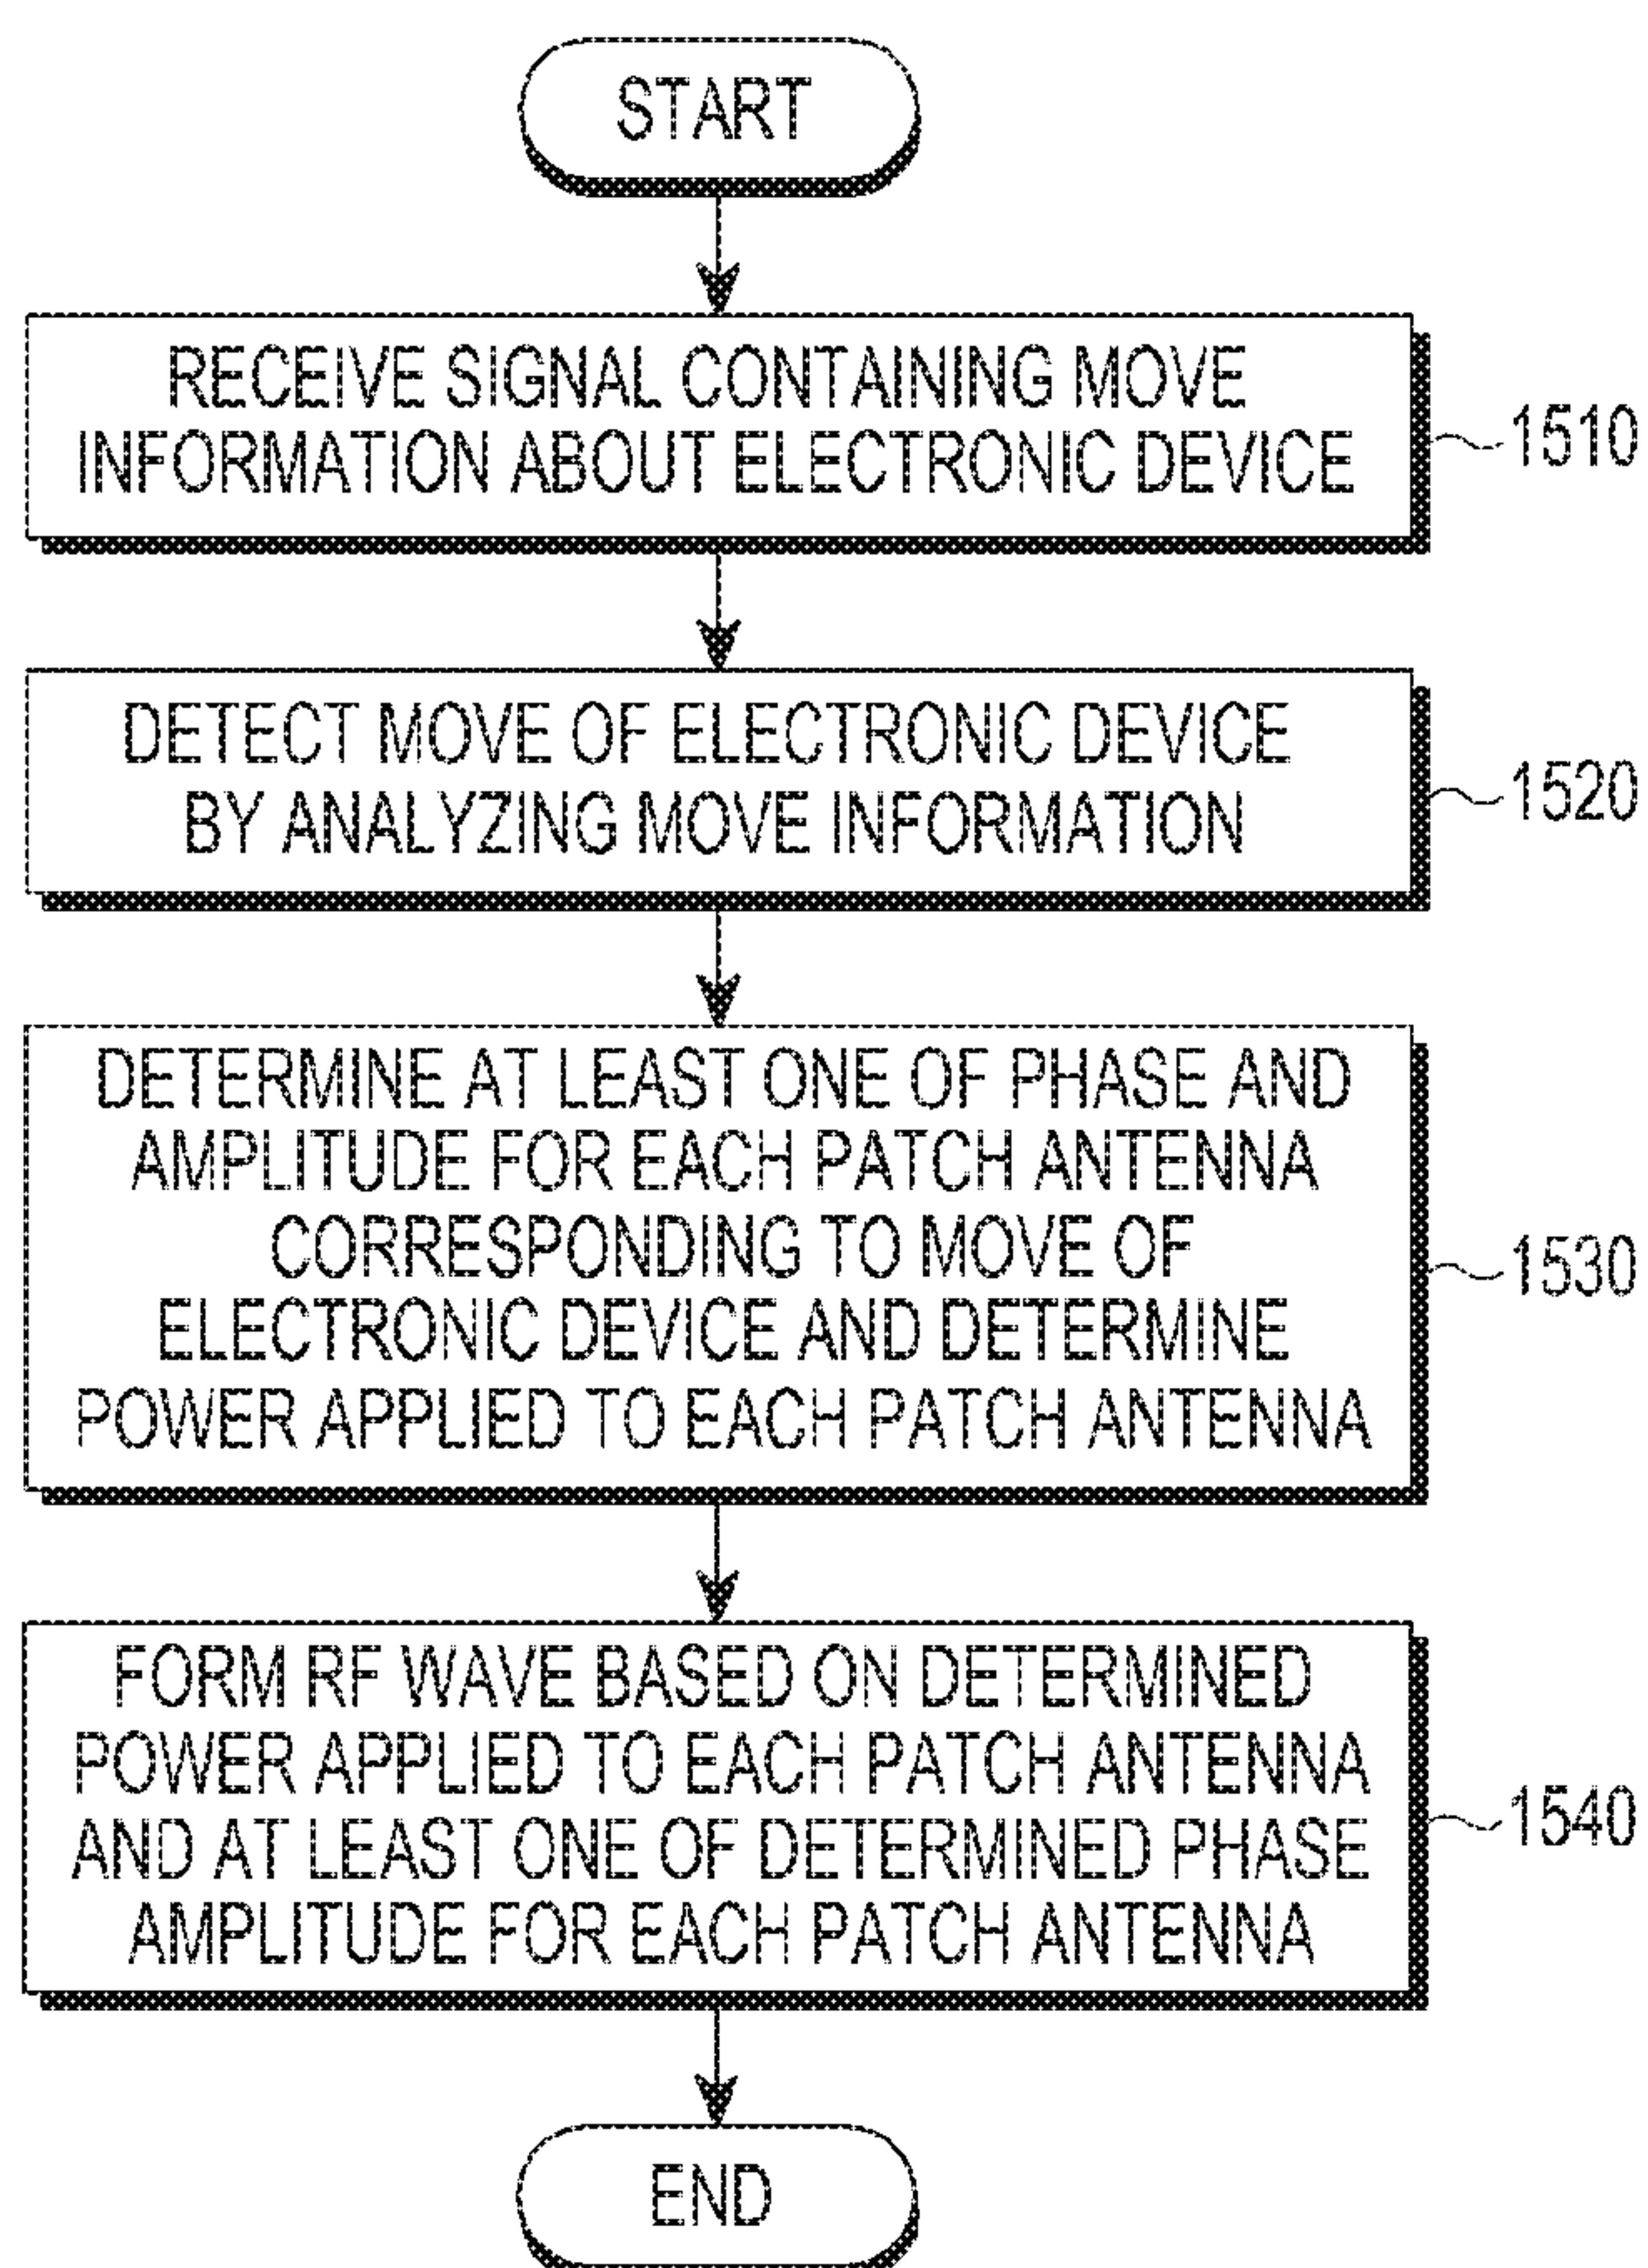 START
RECEIVE SIGNAL CONTAINING MOVE
INFORMATION ABOUT ELECTRONIC DEVICE
1510
DETECT MOVE OF ELECTRONIC DEVICE
BY ANALYZING MOVE INFORMATION
1520
DETERMINE AT LEAST ONE OF PHASE AND
AMPLITUDE FOR EACH PATCH ANTENNA
CORRESPONDING TO MOVE OF
ELECTRONIC DEVICE AND DETERMINE
POWER APPLIED TO EACH PATCH ANTENNA
1530
FORM RF WAVE BASED ON DETERMINED
POWER APPLIED TO EACH PATCH ANTENNA
AND AT LEAST ONE OF DETERMINED PHASE
AMPLITUDE FOR EACH PATCH ANTENNA
1540
END